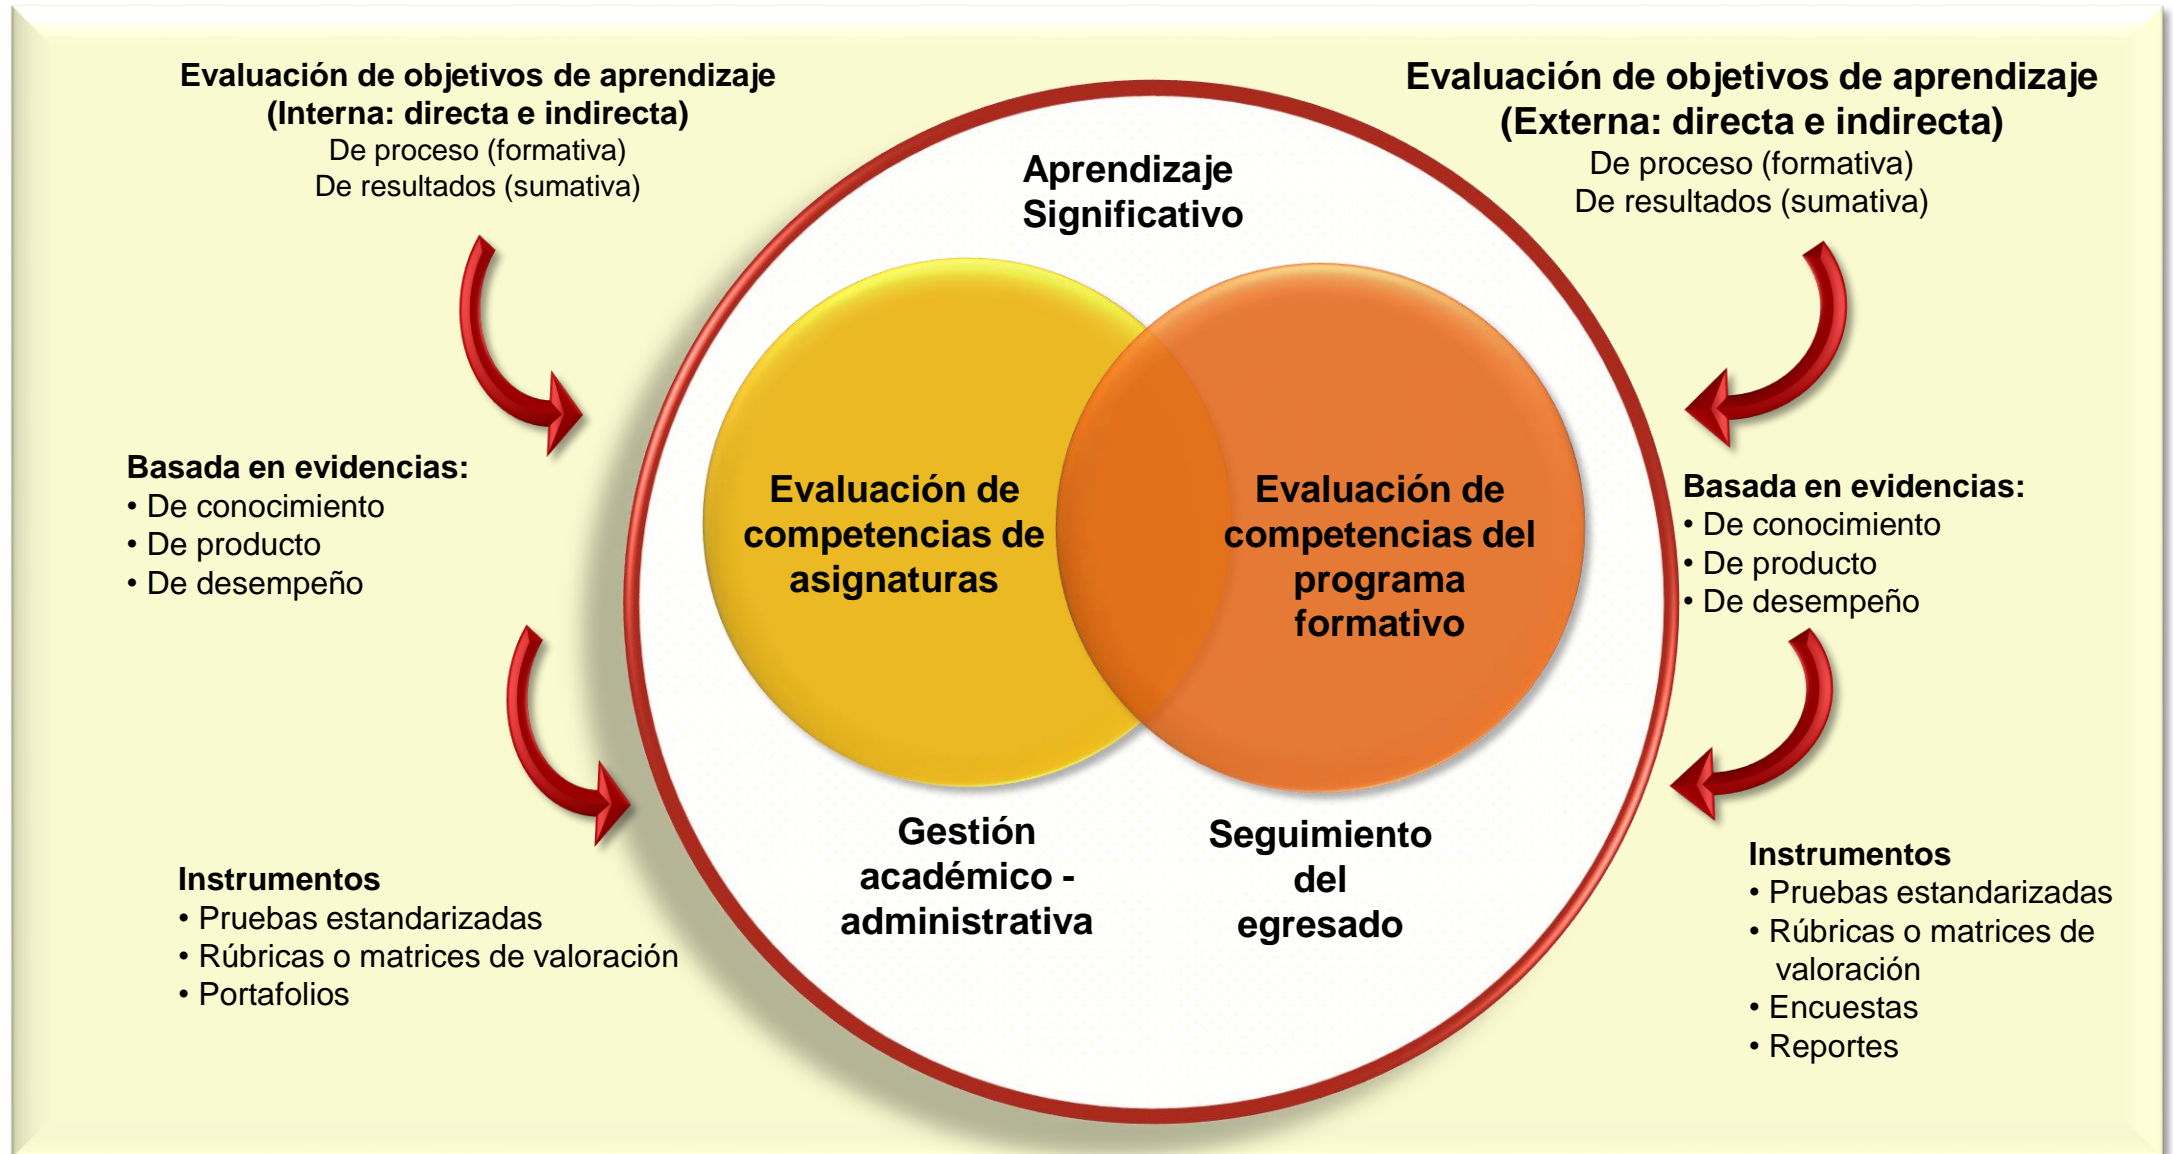 Evaluación de objetivos de aprendizaje
(Interna: directa e indirecta)
De proceso (formativa)
De resultados (sumativa)
Basada en evidencias:
• De conocimiento
• De producto
• De desempeño
Instrumentos
• Pruebas estandarizadas
• Rúbricas o matrices de valoración
• Portafolios
Aprendizaje
Significativo
Evaluación de
competencias de
asignaturas
Evaluación de
competencias del
programa
formativo
Gestión
académico -
administrativa
Seguimiento
del
egresado
Evaluación de objetivos de aprendizaje
(Externa: directa e indirecta)
De proceso (formativa)
De resultados (sumativa)
Basada en evidencias:
• De conocimiento
• De producto
• De desempeño
Instrumentos
• Pruebas estandarizadas
• Rúbricas o matrices de
valoración
• Encuestas
• Reportes